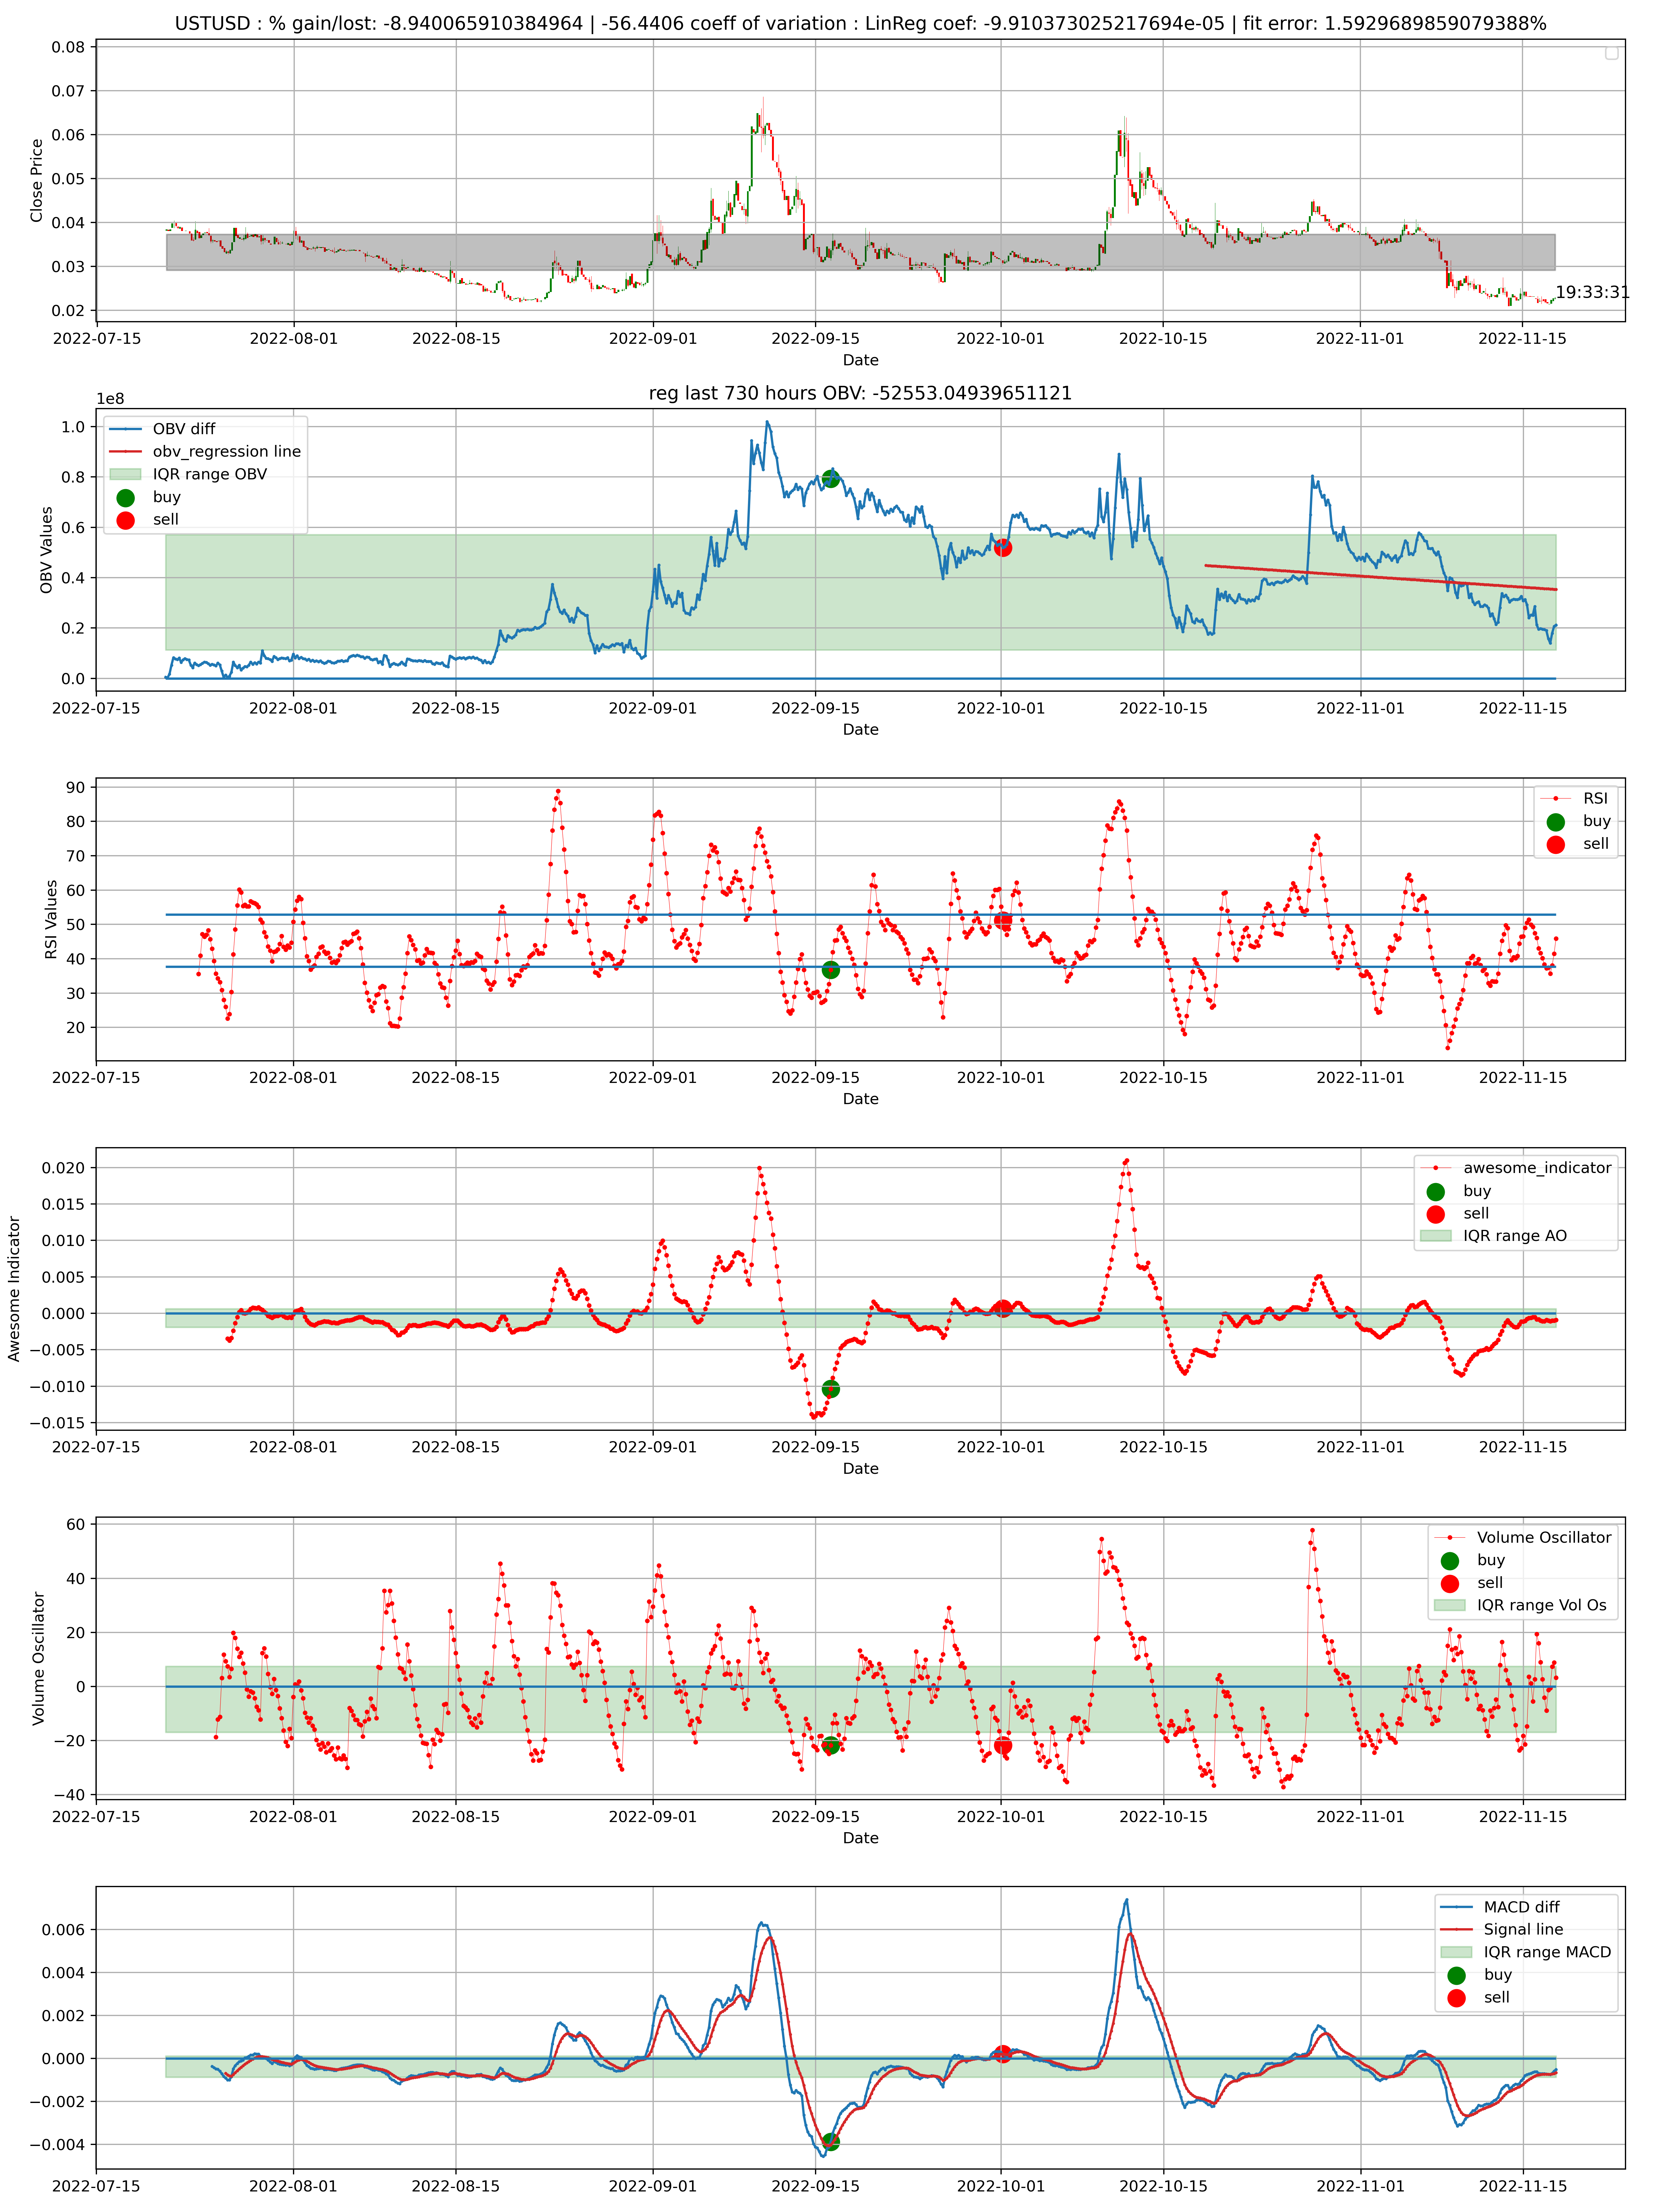 USTUSD : % gain/lost: -8.940065910384964 | -56.4406 coeff of variation : LinReg coef: -9.910373025217694e-05 | fit error: 1.5929689859079388%
0.08
0.07
0.06
0.05
0.04
0.03
0.02
Close Price
19:33:31
2022-07-15 2022-08-01 2022-08-15 2022-09-01 2022-09-15 2022-10-01 2022-10-15 2022-11-01 2022-11-15
Date
reg last 730 hours OBV: -52553.04939651121
1e8
1.0
0.8
0.6
0.4
0.2
0.0
OBV Values
OBV diff
obv_regression line
IQR range OBV
buy
sell
2022-07-15 2022-08-01 2022-08-15 2022-09-01 2022-09-15 2022-10-01 2022-10-15 2022-11-01 2022-11-15
Date
90
80
70
60
50
40
30
20
RSI Values
RSI
buy
sell
2022-07-15 2022-08-01 2022-08-15 2022-09-01 2022-09-15 2022-10-01 2022-10-15 2022-11-01 2022-11-15
Date
0.020
0.015
0.010
0.005
0.000
−0.005
−0.010
−0.015
Awesome Indicator
awesome_indicator
buy
sell
IQR range AO
2022-07-15 2022-08-01 2022-08-15 2022-09-01 2022-09-15 2022-10-01 2022-10-15 2022-11-01 2022-11-15
Date
60
40
20
0
−20
−40
Volume Oscillator
Volume Oscillator
buy
sell
IQR range Vol Os
2022-07-15 2022-08-01 2022-08-15 2022-09-01 2022-09-15 2022-10-01 2022-10-15 2022-11-01 2022-11-15
Date
0.006
0.004
0.002
0.000
−0.002
−0.004
MACD diff
Signal line
IQR range MACD
buy
sell
2022-07-15 2022-08-01 2022-08-15 2022-09-01 2022-09-15 2022-10-01 2022-10-15 2022-11-01 2022-11-15